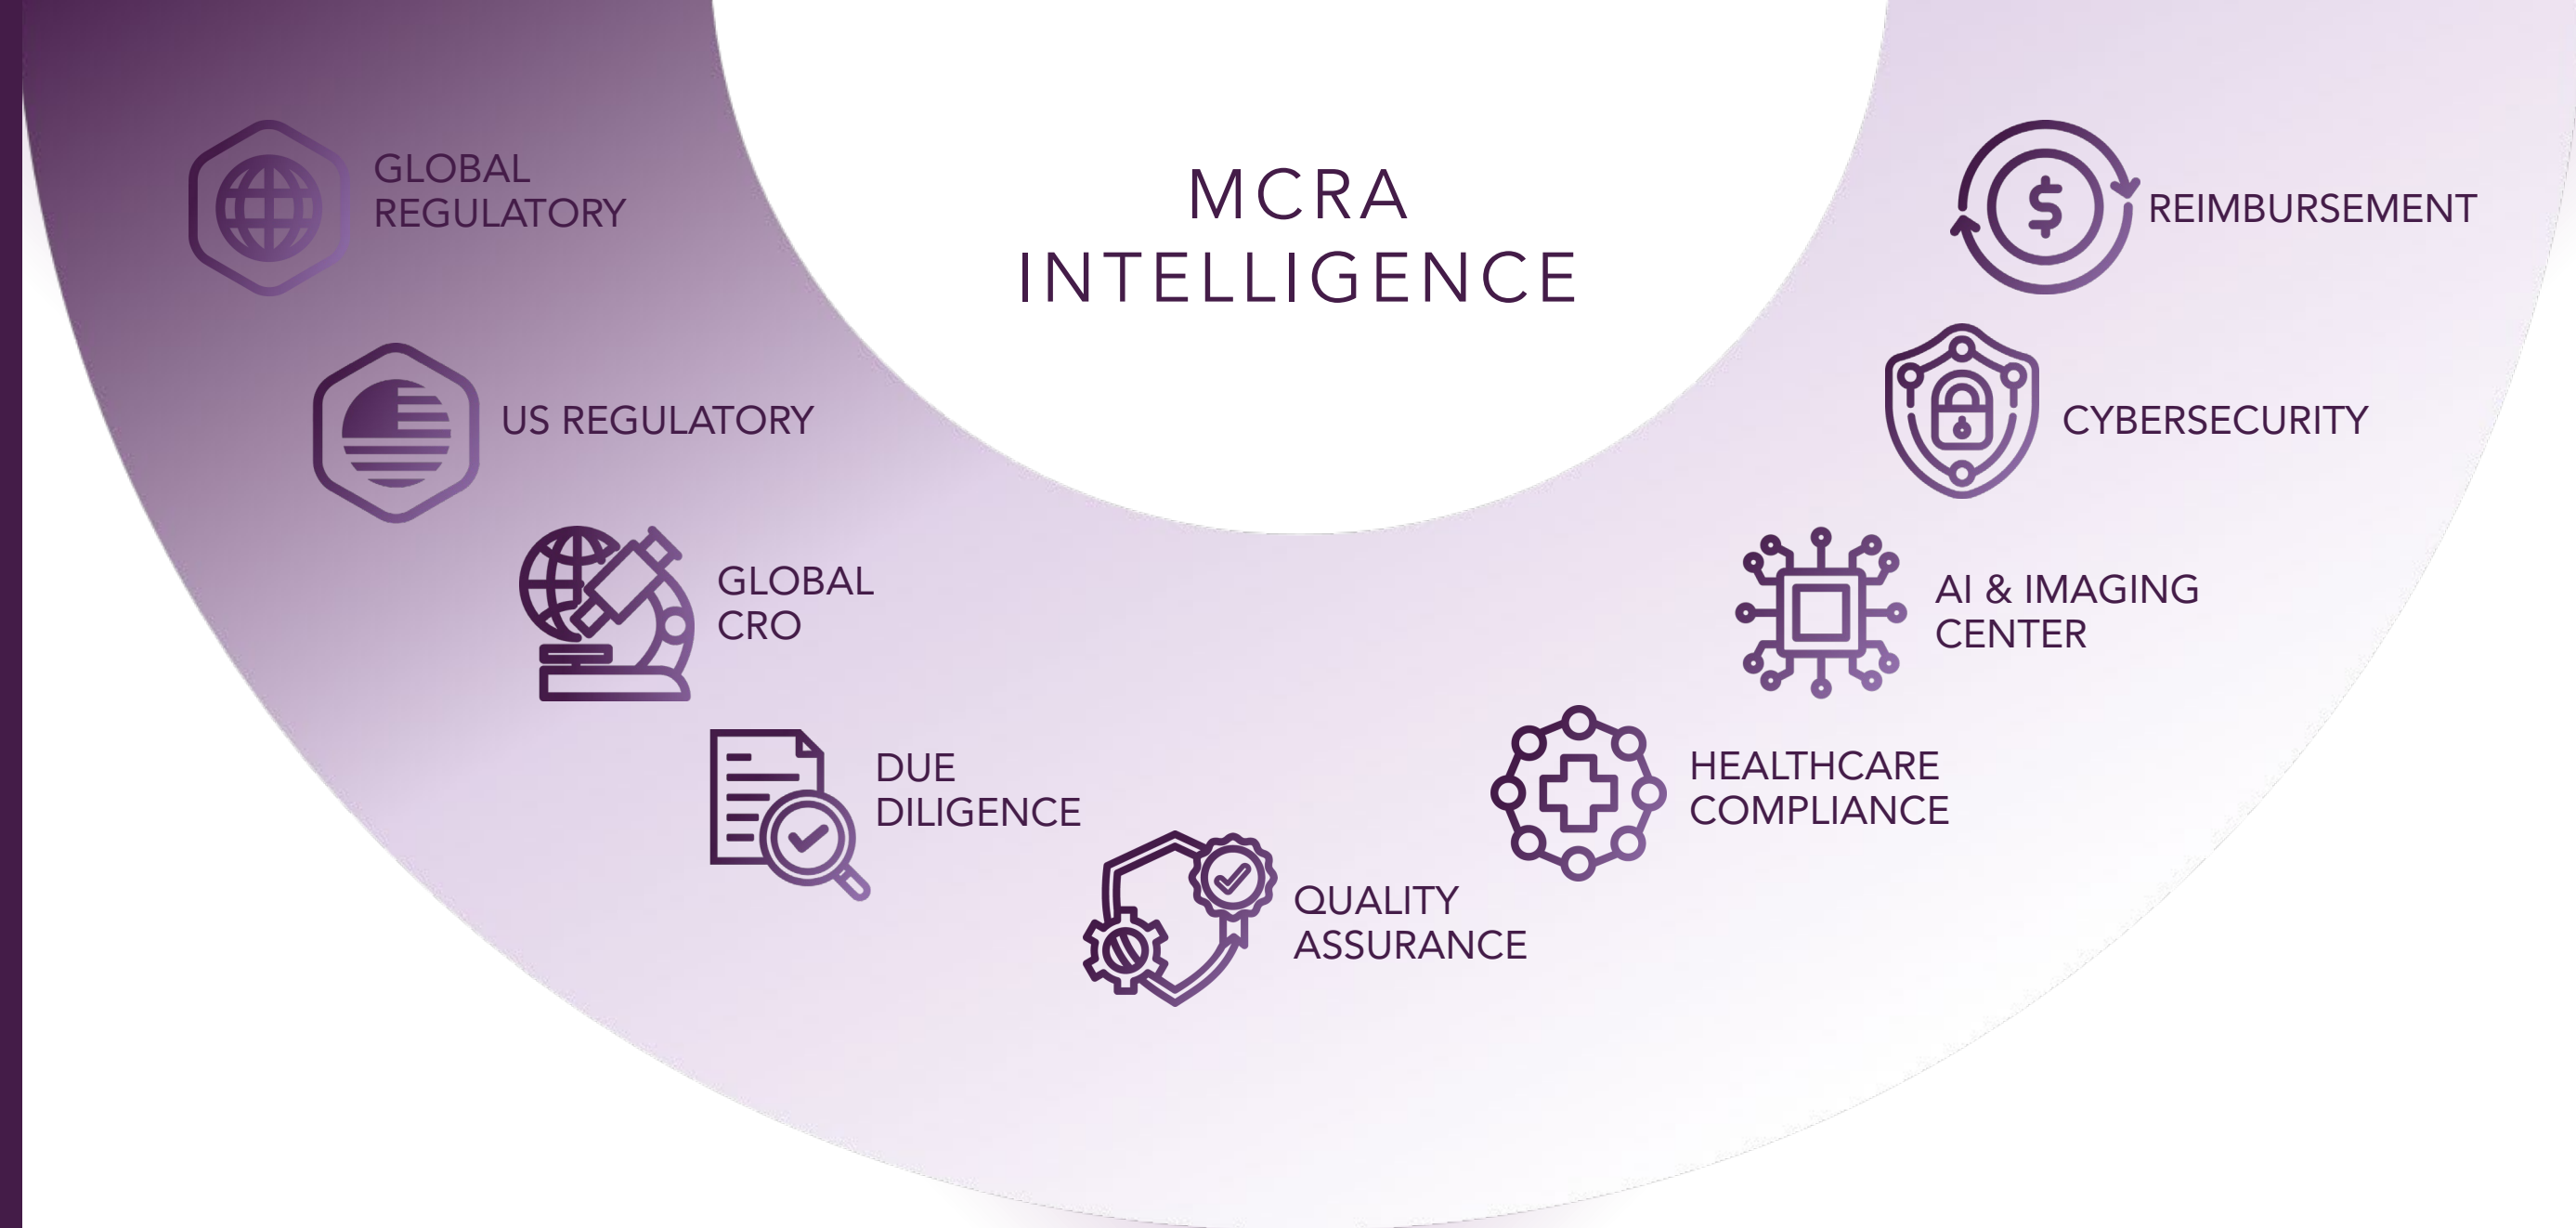 MCRA
INTELLIGENCE
GLOBAL
REGULATORY
US REGULATORY
GLOBAL
CRO
DUE
DILIGENCE
QUALITY
ASSURANCE
HEALTHCARE
COMPLIANCE
AI & IMAGING
CENTER
CYBERSECURITY
REIMBURSEMENT
$